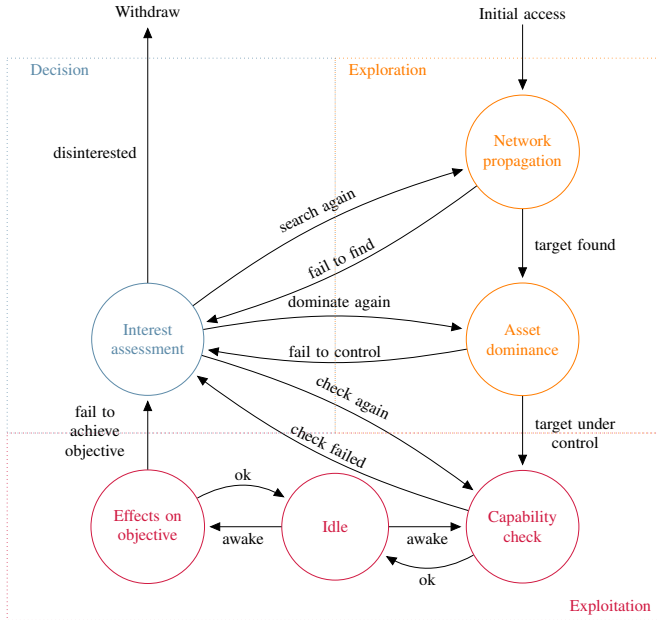 Withdraw
Initial access
Decision
Exploration
Network
propagation
disinterested
search again
fail to find
target found
dominate again
Interest
assessment
Asset
dominance
fail to control
check again
fail to
achieve
objective
target under
control
check failed
ok
Effects on
objective
Idle
Capability
check
awake
awake
ok
Exploitation